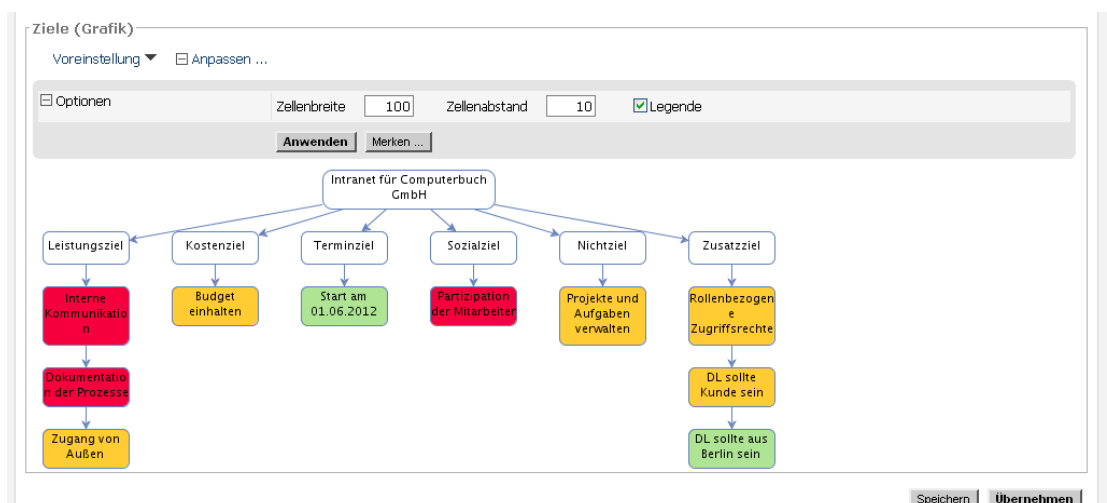 Ziele (Grafik)
Voreinstellung Anpassen ...
Optionen Zellenbreite 100 Zellenabstand 10 Legende
Anwenden Merken ...
Intranet für Computerbuch
GmbH
Leistungsziel Kostenziel Terminziel Sozialziel Nichtziel Zusatzziel
Interne
Kommunikatio
n
Budget
einhalten
Start am
01.06.2012
Partizipation
der Mitarbeiter
Projekte und
Aufgaben
verwalten
Rollenbezogen
e
Zugriffsrechte
Dokumentatio
n der Prozesse
DL sollte
Kunde sein
Zugang von
Außen
DL sollte aus
Berlin sein
Speichern Übernehmen